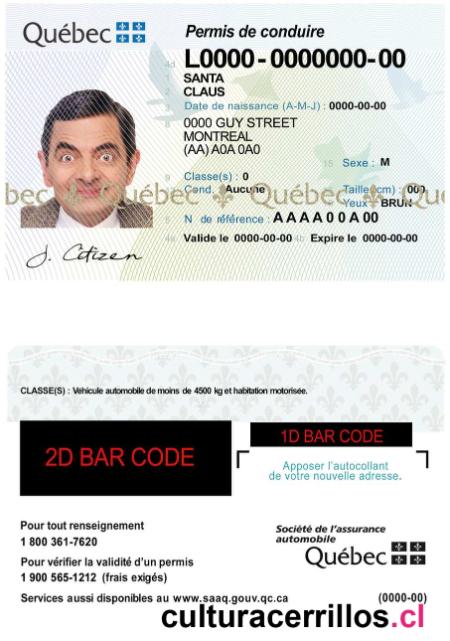 Québec
Permis de conduire
4d L0000-0000000-00
1 SANTA
2 CLAUS
3 Date de naissance (A-M-J) : 0000-00-00
8 0000 GUY STREET
MONTREAL
(AA) A0A 0A0
15 Sexe : M
9 Classe(s) : 0
Cond. Aucune Taille(cm) : 000
bec Québec Québec Que
Yeux BRUN
5 N de référence : AAAA00A00
4a Valide le 0000-00-00 4b Expire le 0000-00-00
J. Citizen
CLASSE(S) : Véhicule automobile de moins de 4500 kg et habitation motorisée.
2D BAR CODE
1D BAR CODE
Apposer l'autocollant
de votre nouvelle adresse.
Pour tout renseignement
1 800 361-7620
Pour vérifier la validité d'un permis
1 900 565-1212 (frais exigés)
Société de l'assurance
automobile
Québec
Services aussi disponibles au www.saaq.gouv.qc.ca (0000-00)
culturacerrillos.cl